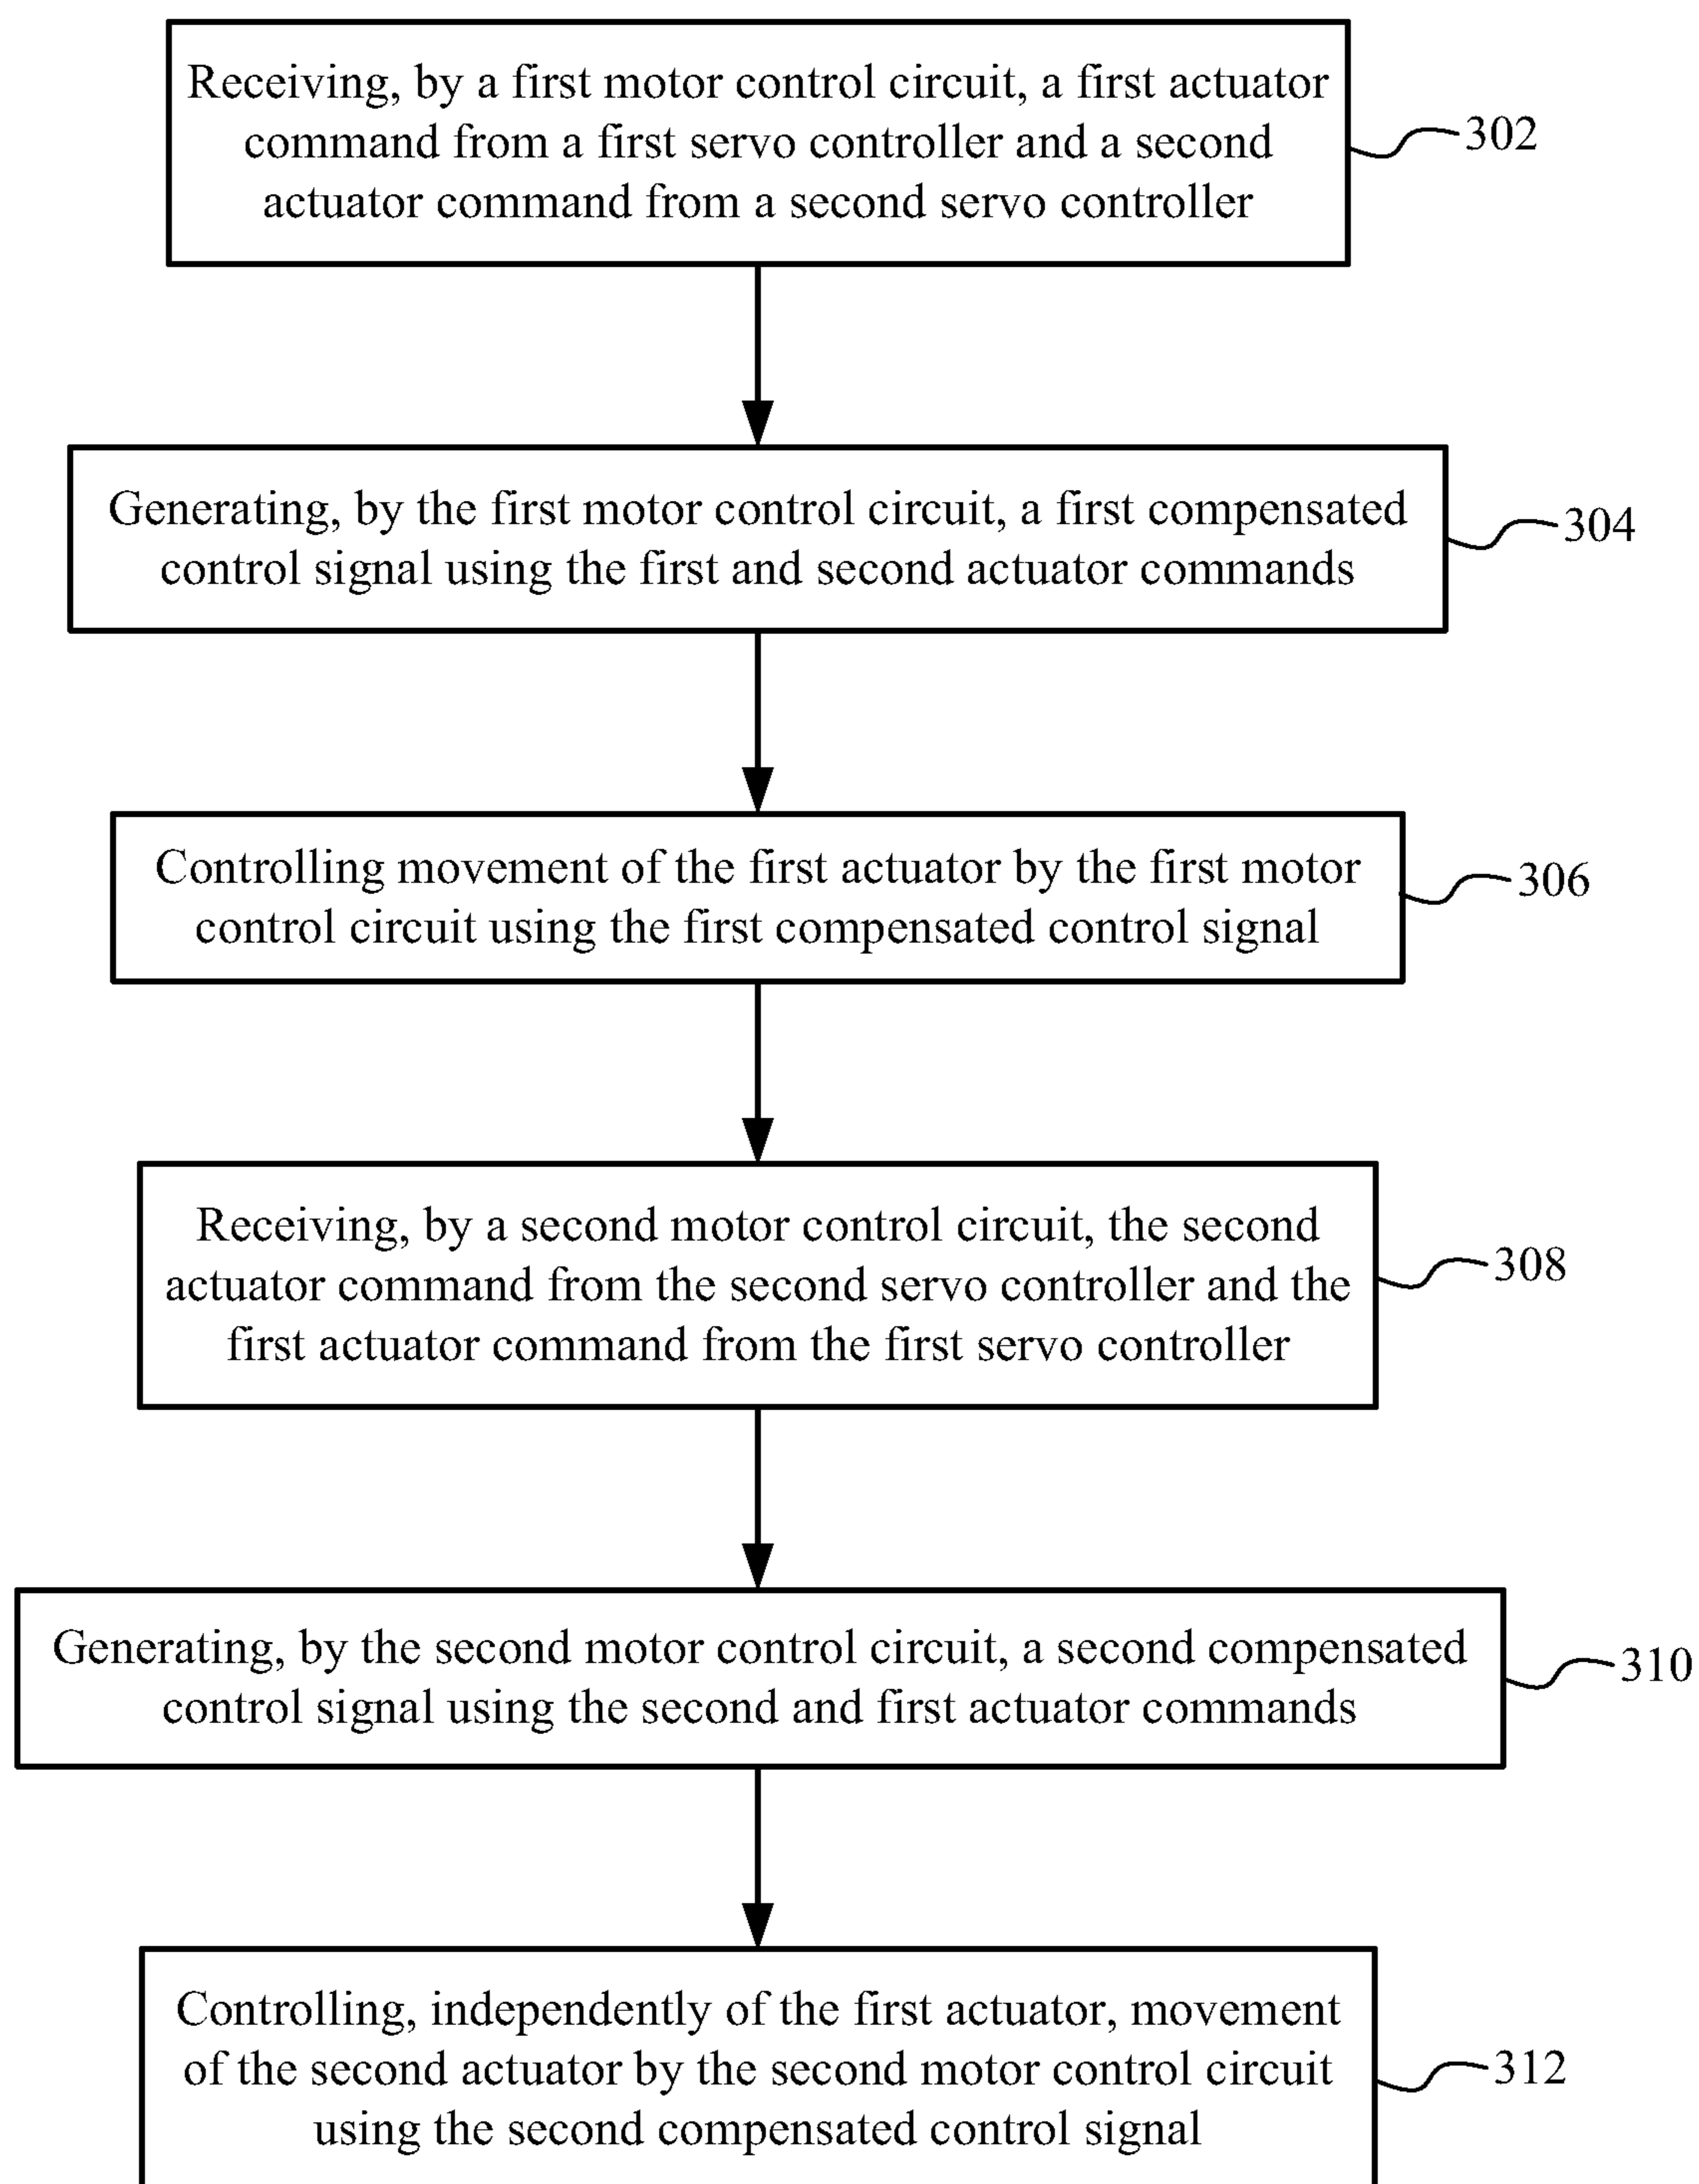 Receiving, by a first motor control circuit, a first actuator
command from a first servo controller and a second
actuator command from a second servo controller
302
Generating, by the first motor control circuit, a first compensated
control signal using the first and second actuator commands
304
Controlling movement of the first actuator by the first motor
control circuit using the first compensated control signal
306
Receiving, by a second motor control circuit, the second
actuator command from the second servo controller and the
first actuator command from the first servo controller
308
Generating, by the second motor control circuit, a second compensated
control signal using the second and first actuator commands
310
Controlling, independently of the first actuator, movement
of the second actuator by the second motor control circuit
using the second compensated control signal
312